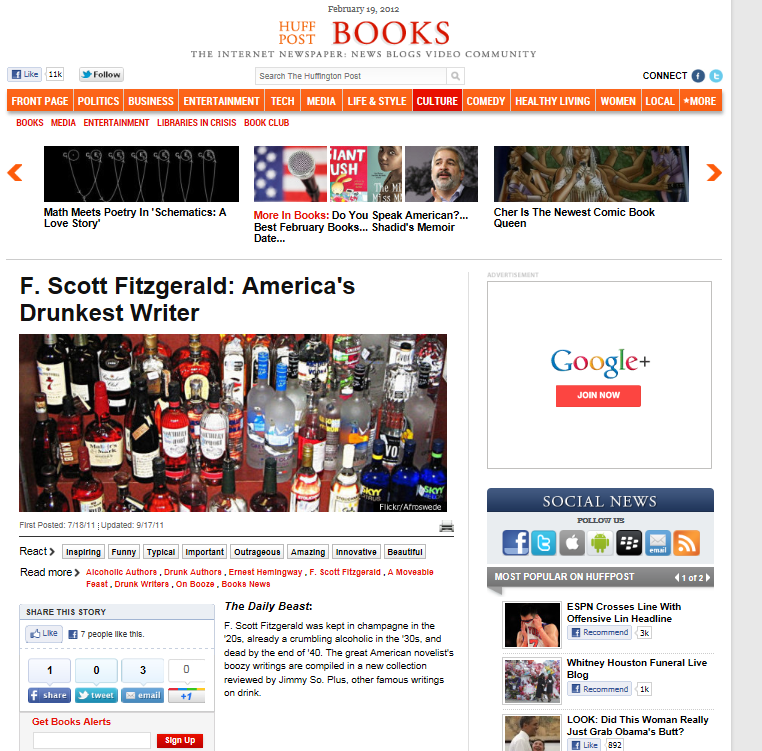 February 19, 2012
HUFF
POST
BOOKS
THE INTERNET NEWSPAPER: NEWS BLOGS VIDEO COMMUNITY
Like 11k
Follow
Search The Huffington Post
CONNECT
FRONT PAGE POLITICS BUSINESS ENTERTAINMENT TECH MEDIA LIFE & STYLE CULTURE COMEDY HEALTHY LIVING WOMEN LOCAL ★MORE
BOOKS MEDIA ENTERTAINMENT LIBRARIES IN CRISIS BOOK CLUB
Math Meets Poetry In 'Schematics: A
Love Story'
More In Books: Do You Speak American?...
Best February Books... Shadid's Memoir
Date...
Cher Is The Newest Comic Book
Queen
F. Scott Fitzgerald: America's
Drunkest Writer
Flickr/Afroswede
First Posted: 7/18/11 Updated: 9/17/11
React
Inspiring Funny Typical Important Outrageous Amazing Innovative Beautiful
Read more
Alcoholic Authors , Drunk Authors , Ernest Hemingway , F. Scott Fitzgerald , A Moveable
Feast , Drunk Writers , On Booze , Books News
SHARE THIS STORY
Like 7 people like this.
1 0 3 0
share tweet email +1
Get Books Alerts
Sign Up
The Daily Beast:
F. Scott Fitzgerald was kept in champagne in the
'20s, already a crumbling alcoholic in the '30s, and
dead by the end of '40. The great American novelist's
boozy writings are compiled in a new collection
reviewed by Jimmy So. Plus, other famous writings
on drink.
ADVERTISEMENT
Google+
JOIN NOW
SOCIAL NEWS
FOLLOW US
email
MOST POPULAR ON HUFFPOST
1 of 2
ESPN Crosses Line With
Offensive Lin Headline
Recommend 3k
Whitney Houston Funeral Live
Blog
Recommend 1k
LOOK: Did This Woman Really
Just Grab Obama's Butt?
Like 892